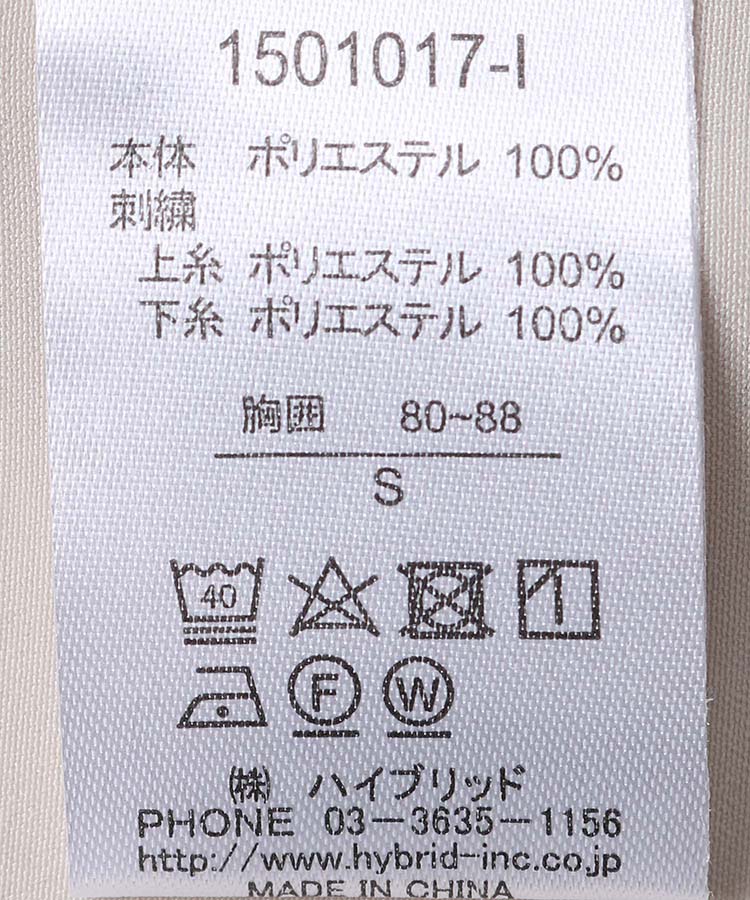 1501017-I
本体 ポリエステル 100%
刺繍
上糸 ポリエステル 100%
下糸 ポリエステル 100%
胸囲 80~88
S
40
F W
㈱ ハイブリッド
PHONE 03-3635-1156
http://www.hybrid-inc.co.jp
MADE IN CHINA